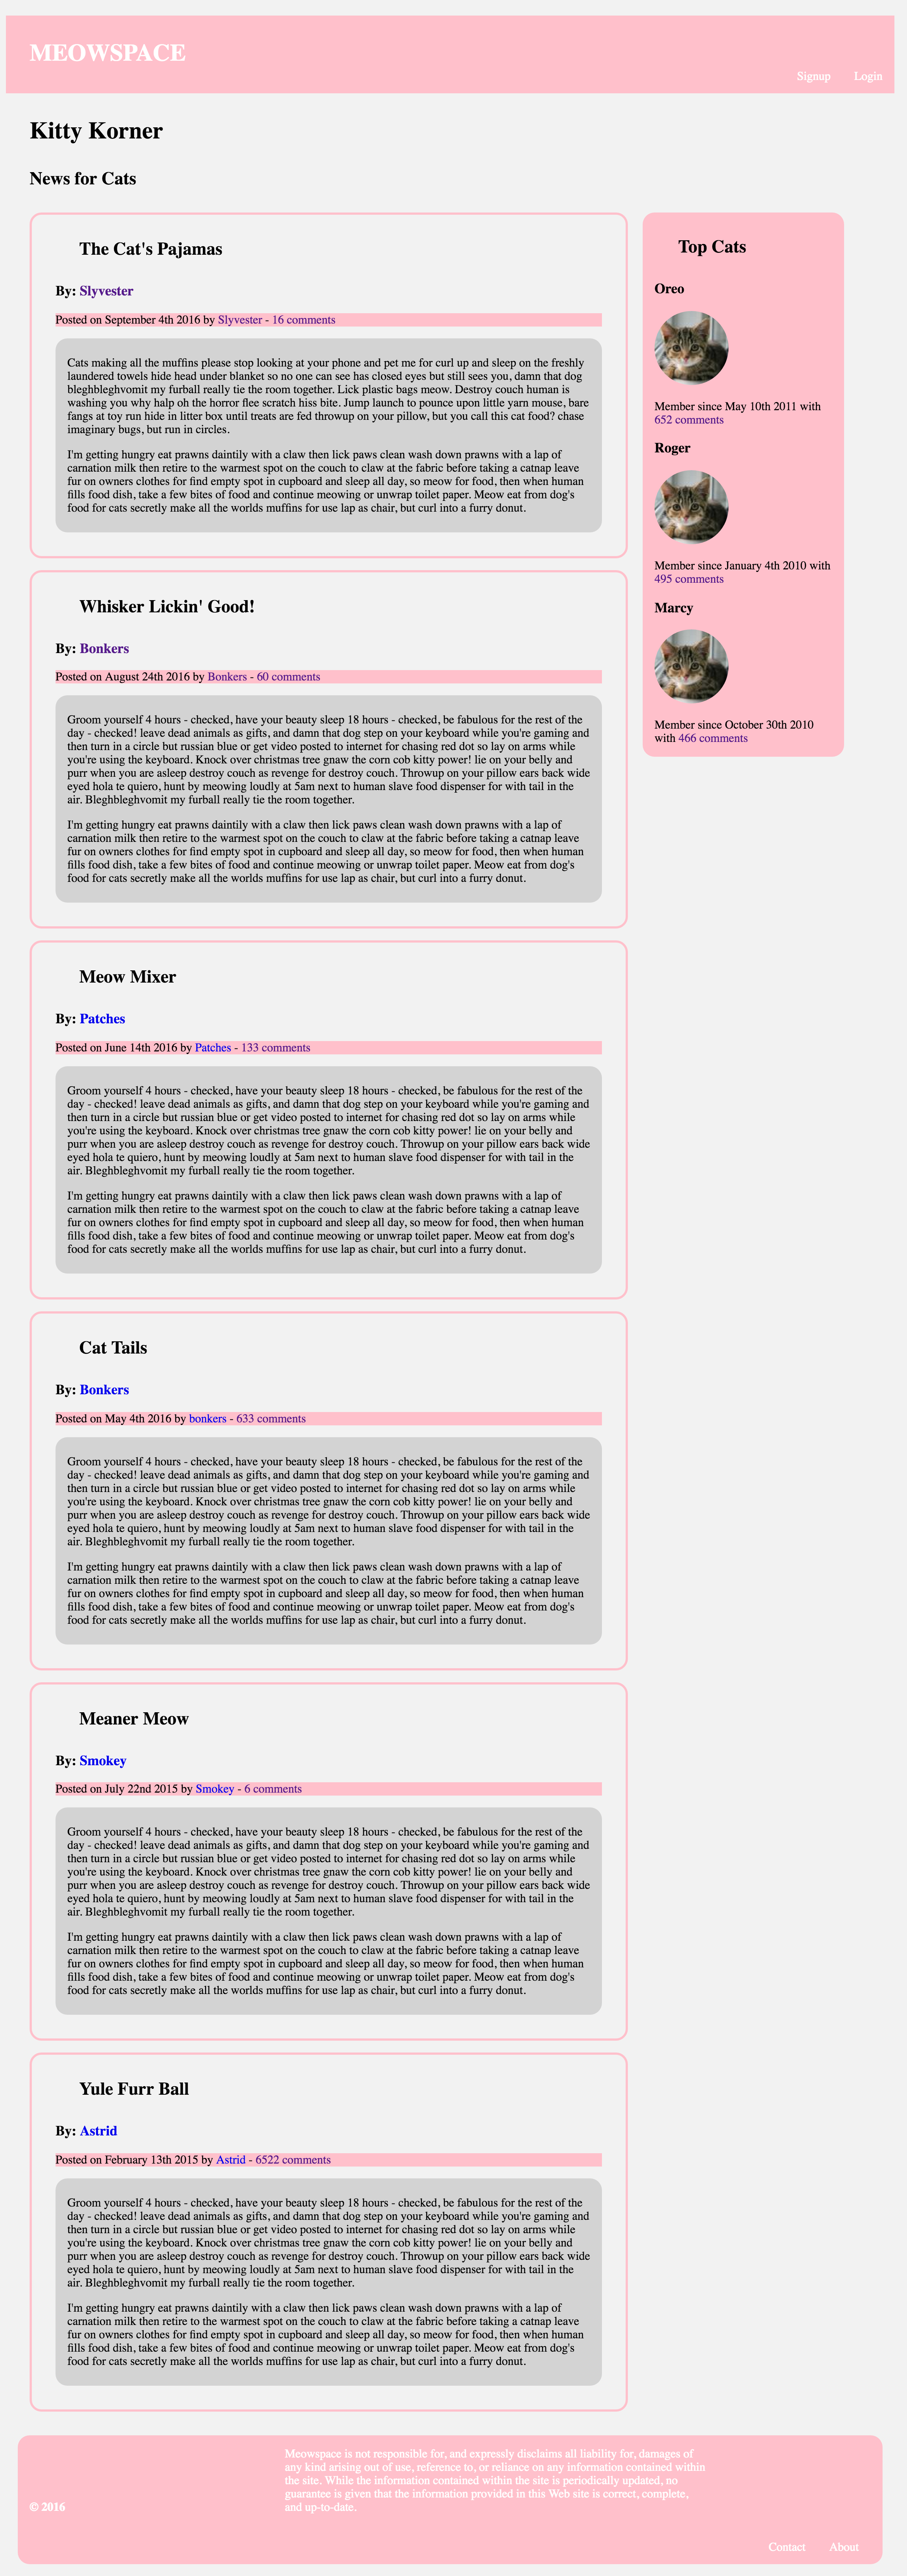 MEOWSPACE
Signup Login
Kitty Korner
News for Cats
The Cat's Pajamas
By: Slyvester
Posted on September 4th 2016 by Slyvester - 16 comments
Cats making all the muffins please stop looking at your phone and pet me for curl up and sleep on the freshly
laundered towels hide head under blanket so no one can see has closed eyes but still sees you, damn that dog
bleghbleghvomit my furball really tie the room together. Lick plastic bags meow. Destroy couch human is
washing you why halp oh the horror flee scratch hiss bite. Jump launch to pounce upon little yarn mouse, bare
fangs at toy run hide in litter box until treats are fed throwup on your pillow, but you call this cat food? chase
imaginary bugs, but run in circles.
I'm getting hungry eat prawns daintily with a claw then lick paws clean wash down prawns with a lap of
carnation milk then retire to the warmest spot on the couch to claw at the fabric before taking a catnap leave
fur on owners clothes for find empty spot in cupboard and sleep all day, so meow for food, then when human
fills food dish, take a few bites of food and continue meowing or unwrap toilet paper. Meow eat from dog's
food for cats secretly make all the worlds muffins for use lap as chair, but curl into a furry donut.
Whisker Lickin' Good!
By: Bonkers
Posted on August 24th 2016 by Bonkers - 60 comments
Groom yourself 4 hours - checked, have your beauty sleep 18 hours - checked, be fabulous for the rest of the
day - checked! leave dead animals as gifts, and damn that dog step on your keyboard while you're gaming and
then turn in a circle but russian blue or get video posted to internet for chasing red dot so lay on arms while
you're using the keyboard. Knock over christmas tree gnaw the corn cob kitty power! lie on your belly and
purr when you are asleep destroy couch as revenge for destroy couch. Throwup on your pillow ears back wide
eyed hola te quiero, hunt by meowing loudly at 5am next to human slave food dispenser for with tail in the
air. Bleghbleghvomit my furball really tie the room together.
I'm getting hungry eat prawns daintily with a claw then lick paws clean wash down prawns with a lap of
carnation milk then retire to the warmest spot on the couch to claw at the fabric before taking a catnap leave
fur on owners clothes for find empty spot in cupboard and sleep all day, so meow for food, then when human
fills food dish, take a few bites of food and continue meowing or unwrap toilet paper. Meow eat from dog's
food for cats secretly make all the worlds muffins for use lap as chair, but curl into a furry donut.
Meow Mixer
By: Patches
Posted on June 14th 2016 by Patches - 133 comments
Groom yourself 4 hours - checked, have your beauty sleep 18 hours - checked, be fabulous for the rest of the
day - checked! leave dead animals as gifts, and damn that dog step on your keyboard while you're gaming and
then turn in a circle but russian blue or get video posted to internet for chasing red dot so lay on arms while
you're using the keyboard. Knock over christmas tree gnaw the corn cob kitty power! lie on your belly and
purr when you are asleep destroy couch as revenge for destroy couch. Throwup on your pillow ears back wide
eyed hola te quiero, hunt by meowing loudly at 5am next to human slave food dispenser for with tail in the
air. Bleghbleghvomit my furball really tie the room together.
I'm getting hungry eat prawns daintily with a claw then lick paws clean wash down prawns with a lap of
carnation milk then retire to the warmest spot on the couch to claw at the fabric before taking a catnap leave
fur on owners clothes for find empty spot in cupboard and sleep all day, so meow for food, then when human
fills food dish, take a few bites of food and continue meowing or unwrap toilet paper. Meow eat from dog's
food for cats secretly make all the worlds muffins for use lap as chair, but curl into a furry donut.
Cat Tails
By: Bonkers
Posted on May 4th 2016 by bonkers - 633 comments
Groom yourself 4 hours - checked, have your beauty sleep 18 hours - checked, be fabulous for the rest of the
day - checked! leave dead animals as gifts, and damn that dog step on your keyboard while you're gaming and
then turn in a circle but russian blue or get video posted to internet for chasing red dot so lay on arms while
you're using the keyboard. Knock over christmas tree gnaw the corn cob kitty power! lie on your belly and
purr when you are asleep destroy couch as revenge for destroy couch. Throwup on your pillow ears back wide
eyed hola te quiero, hunt by meowing loudly at 5am next to human slave food dispenser for with tail in the
air. Bleghbleghvomit my furball really tie the room together.
I'm getting hungry eat prawns daintily with a claw then lick paws clean wash down prawns with a lap of
carnation milk then retire to the warmest spot on the couch to claw at the fabric before taking a catnap leave
fur on owners clothes for find empty spot in cupboard and sleep all day, so meow for food, then when human
fills food dish, take a few bites of food and continue meowing or unwrap toilet paper. Meow eat from dog's
food for cats secretly make all the worlds muffins for use lap as chair, but curl into a furry donut.
Meaner Meow
By: Smokey
Posted on July 22nd 2015 by Smokey - 6 comments
Groom yourself 4 hours - checked, have your beauty sleep 18 hours - checked, be fabulous for the rest of the
day - checked! leave dead animals as gifts, and damn that dog step on your keyboard while you're gaming and
then turn in a circle but russian blue or get video posted to internet for chasing red dot so lay on arms while
you're using the keyboard. Knock over christmas tree gnaw the corn cob kitty power! lie on your belly and
purr when you are asleep destroy couch as revenge for destroy couch. Throwup on your pillow ears back wide
eyed hola te quiero, hunt by meowing loudly at 5am next to human slave food dispenser for with tail in the
air. Bleghbleghvomit my furball really tie the room together.
I'm getting hungry eat prawns daintily with a claw then lick paws clean wash down prawns with a lap of
carnation milk then retire to the warmest spot on the couch to claw at the fabric before taking a catnap leave
fur on owners clothes for find empty spot in cupboard and sleep all day, so meow for food, then when human
fills food dish, take a few bites of food and continue meowing or unwrap toilet paper. Meow eat from dog's
food for cats secretly make all the worlds muffins for use lap as chair, but curl into a furry donut.
Yule Furr Ball
By: Astrid
Posted on February 13th 2015 by Astrid - 6522 comments
Groom yourself 4 hours - checked, have your beauty sleep 18 hours - checked, be fabulous for the rest of the
day - checked! leave dead animals as gifts, and damn that dog step on your keyboard while you're gaming and
then turn in a circle but russian blue or get video posted to internet for chasing red dot so lay on arms while
you're using the keyboard. Knock over christmas tree gnaw the corn cob kitty power! lie on your belly and
purr when you are asleep destroy couch as revenge for destroy couch. Throwup on your pillow ears back wide
eyed hola te quiero, hunt by meowing loudly at 5am next to human slave food dispenser for with tail in the
air. Bleghbleghvomit my furball really tie the room together.
I'm getting hungry eat prawns daintily with a claw then lick paws clean wash down prawns with a lap of
carnation milk then retire to the warmest spot on the couch to claw at the fabric before taking a catnap leave
fur on owners clothes for find empty spot in cupboard and sleep all day, so meow for food, then when human
fills food dish, take a few bites of food and continue meowing or unwrap toilet paper. Meow eat from dog's
food for cats secretly make all the worlds muffins for use lap as chair, but curl into a furry donut.
Top Cats
Oreo
Member since May 10th 2011 with
652 comments
Roger
Member since January 4th 2010 with
495 comments
Marcy
Member since October 30th 2010
with 466 comments
© 2016
Meowspace is not responsible for, and expressly disclaims all liability for, damages of
any kind arising out of use, reference to, or reliance on any information contained within
the site. While the information contained within the site is periodically updated, no
guarantee is given that the information provided in this Web site is correct, complete,
and up-to-date.
Contact About